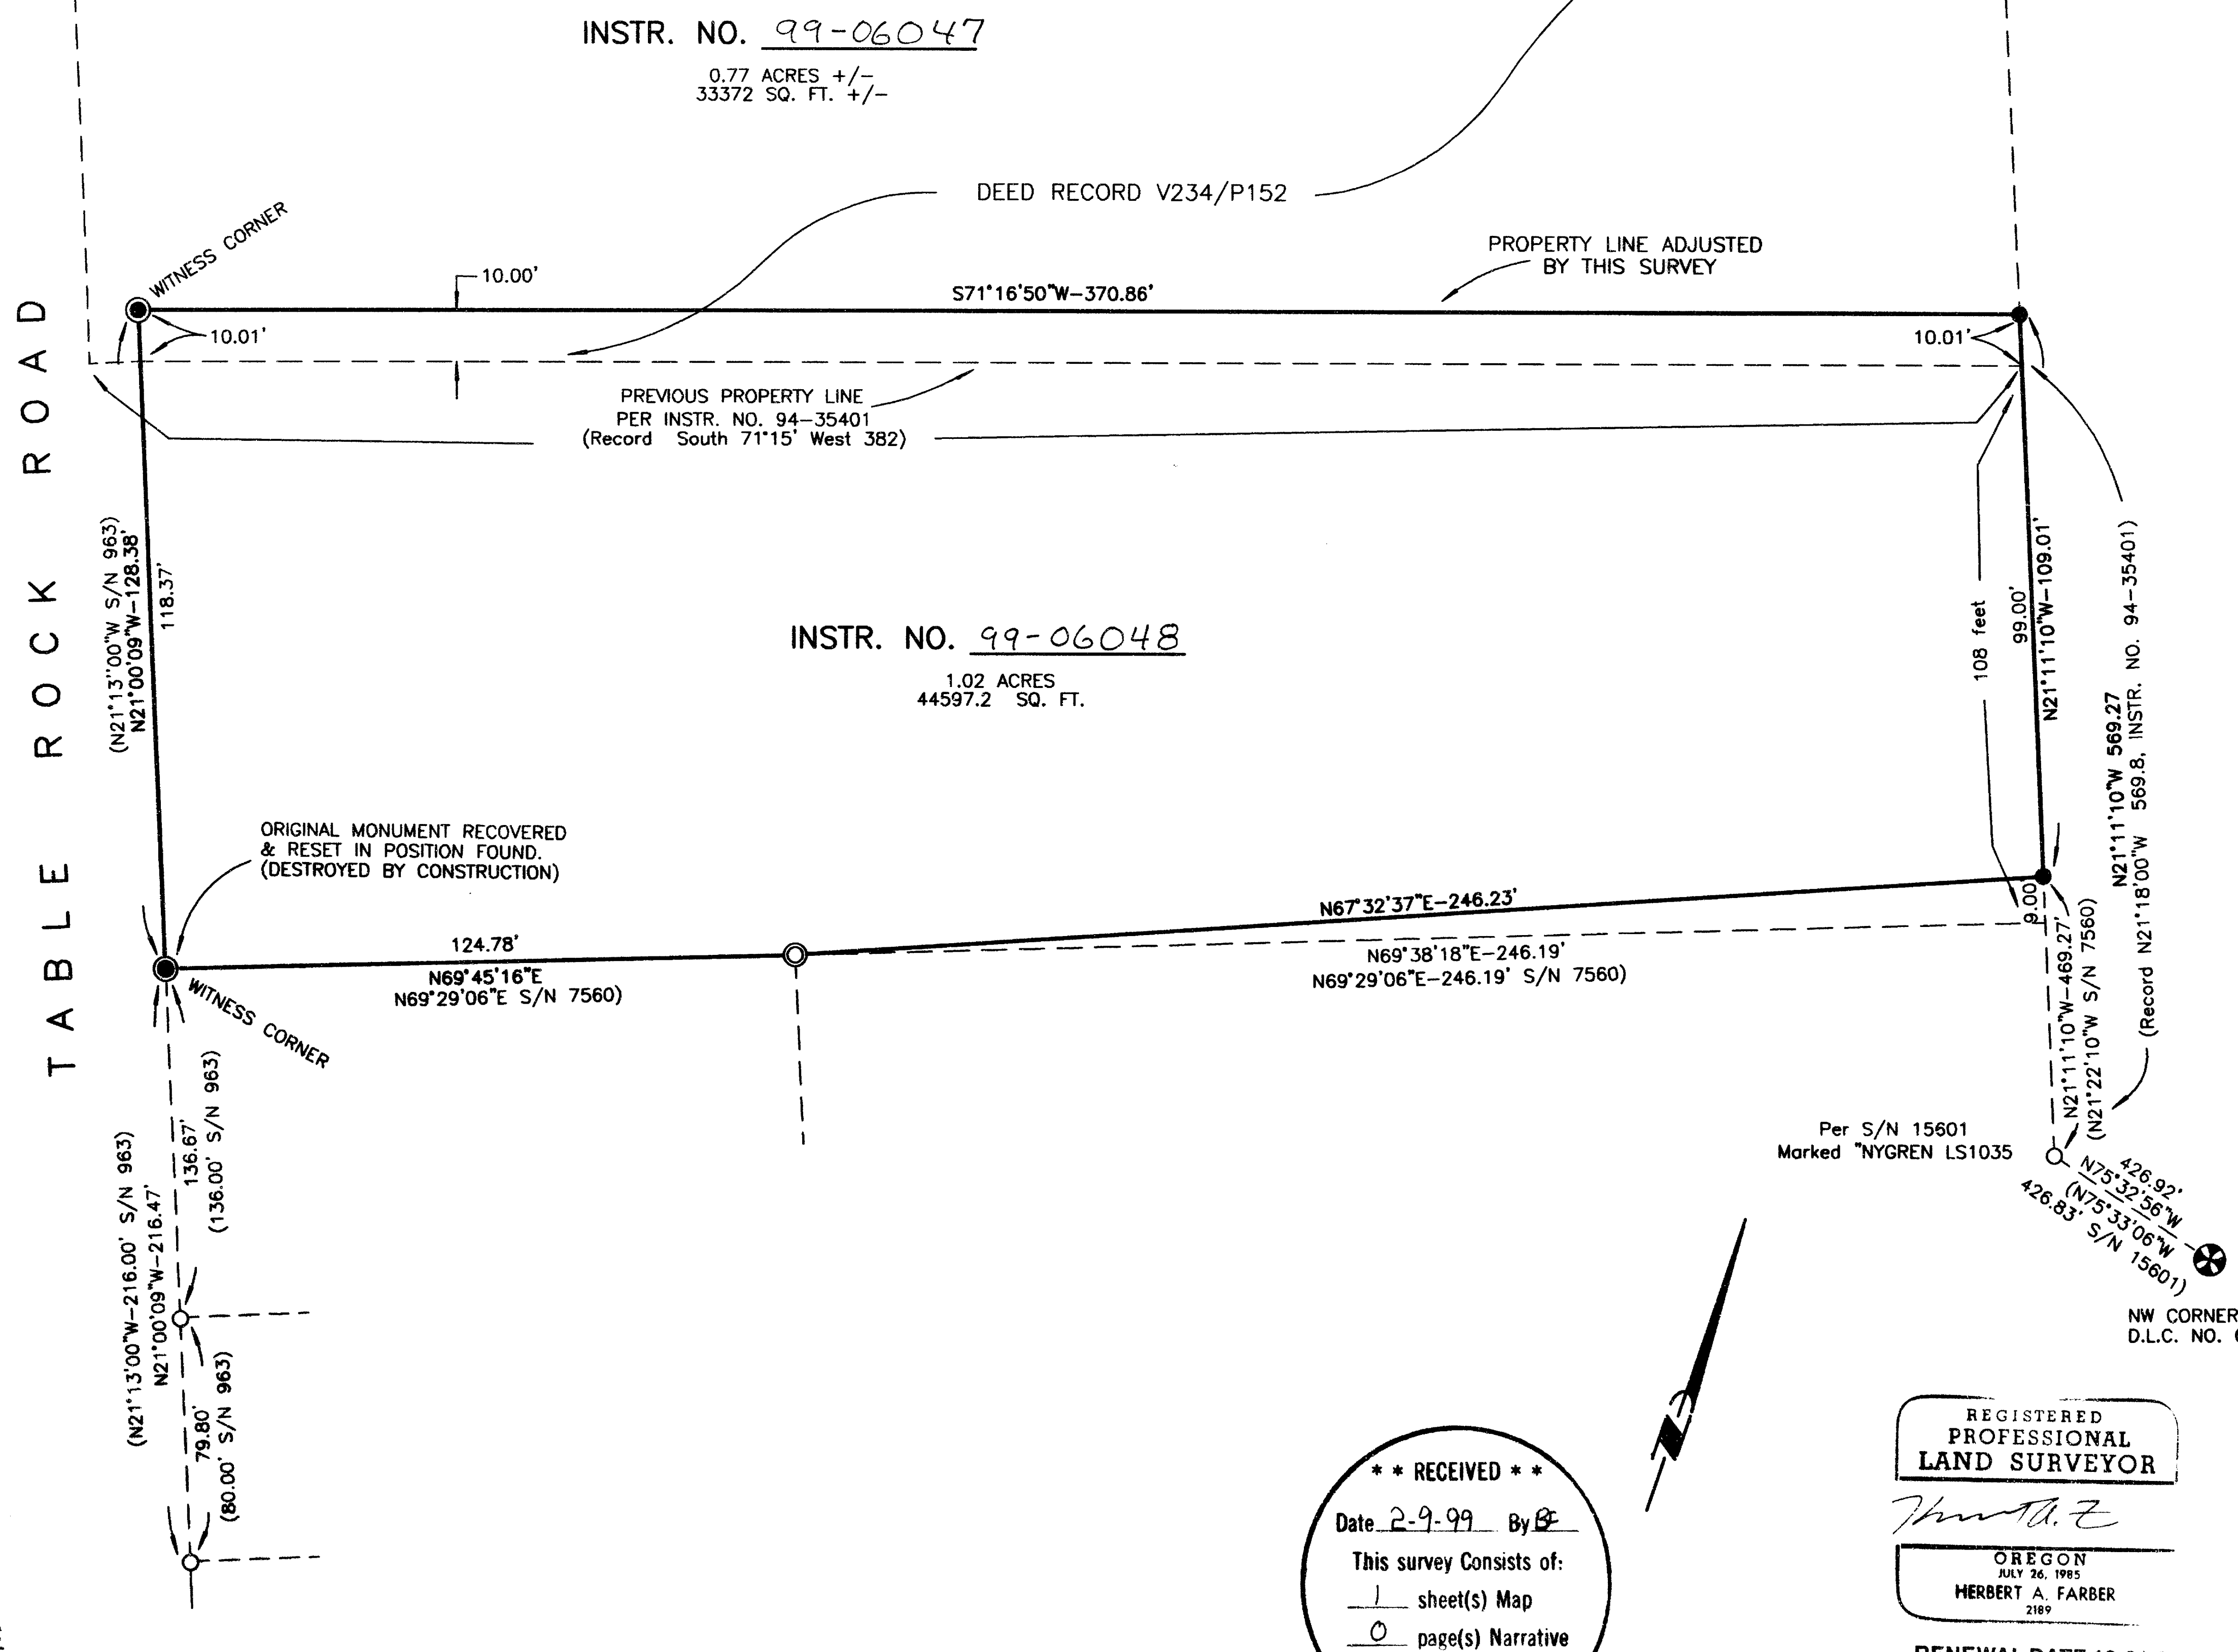 INSTR. NO. 99-06047
0.77 ACRES +/-
33372 SQ. FT. +/-
DEED RECORD V234/P152
WITNESS CORNER
PROPERTY LINE ADJUSTED
BY THIS SURVEY
10.00'
S71°16'50"W-370.86'
10.01'
10.01'
PREVIOUS PROPERTY LINE
PER INSTR. NO. 94-35401
(Record South 71°15' West 382)
TABLE ROCK ROAD
(N21°13"00"W S/N 963)
N21°00'09"W-128.38'
118.37'
INSTR. NO. 99-06048
1.02 ACRES
44597.2 SQ. FT.
108 feet
99.00'
N21°11'10"W-109.01'
N21°11'10"W 569.27
(Record N21°18'00"W 569.8, INSTR. NO. 94-35401)
ORIGINAL MONUMENT RECOVERED
& RESET IN POSITION FOUND.
(DESTROYED BY CONSTRUCTION)
N67°32'37"E-246.23'
9.00'
124.78'
N69°45'16"E
N69°29'06"E S/N 7560)
N69°38'18"E-246.19'
N69°29'06"E-246.19' S/N 7560)
WITNESS CORNER
N21°11'10"W-469.27'
(N21°22'10"W S/N 7560)
136.67'
(136.00' S/N 963)
(N21°13'00"W-216.00' S/N 963)
N21°00'09"W-216.47'
79.80'
(80.00' S/N 963)
Per S/N 15601
Marked "NYGREN LS1035
426.92'
N75°32'56"W
(N75°33'06"W
426.83' S/N 15601)
NW CORNER
D.L.C. NO.
N
* * RECEIVED * *
Date 2-9-99 By BE
This survey Consists of:
1 sheet(s) Map
0 page(s) Narrative
REGISTERED
PROFESSIONAL
LAND SURVEYOR
OREGON
JULY 26, 1985
HERBERT A. FARBER
2189
RENEWAL DATE